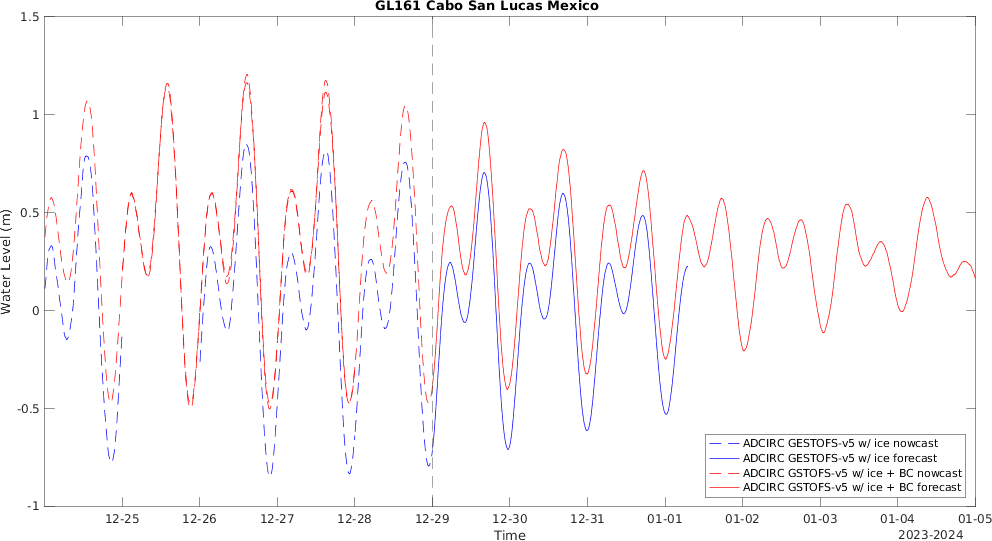 GL161 Cabo San Lucas Mexico
1.5
1
0.5
0
-0.5
-1
Water Level (m)
12-25
12-26
12-27
12-28
12-29
12-30
12-31
01-01
01-02
01-03
01-04
01-05
Time
2023-2024
ADCIRC GESTOFS-v5 w/ ice nowcast
ADCIRC GESTOFS-v5 w/ ice forecast
ADCIRC GSTOFS-v5 w/ ice + BC nowcast
ADCIRC GSTOFS-v5 w/ ice + BC forecast